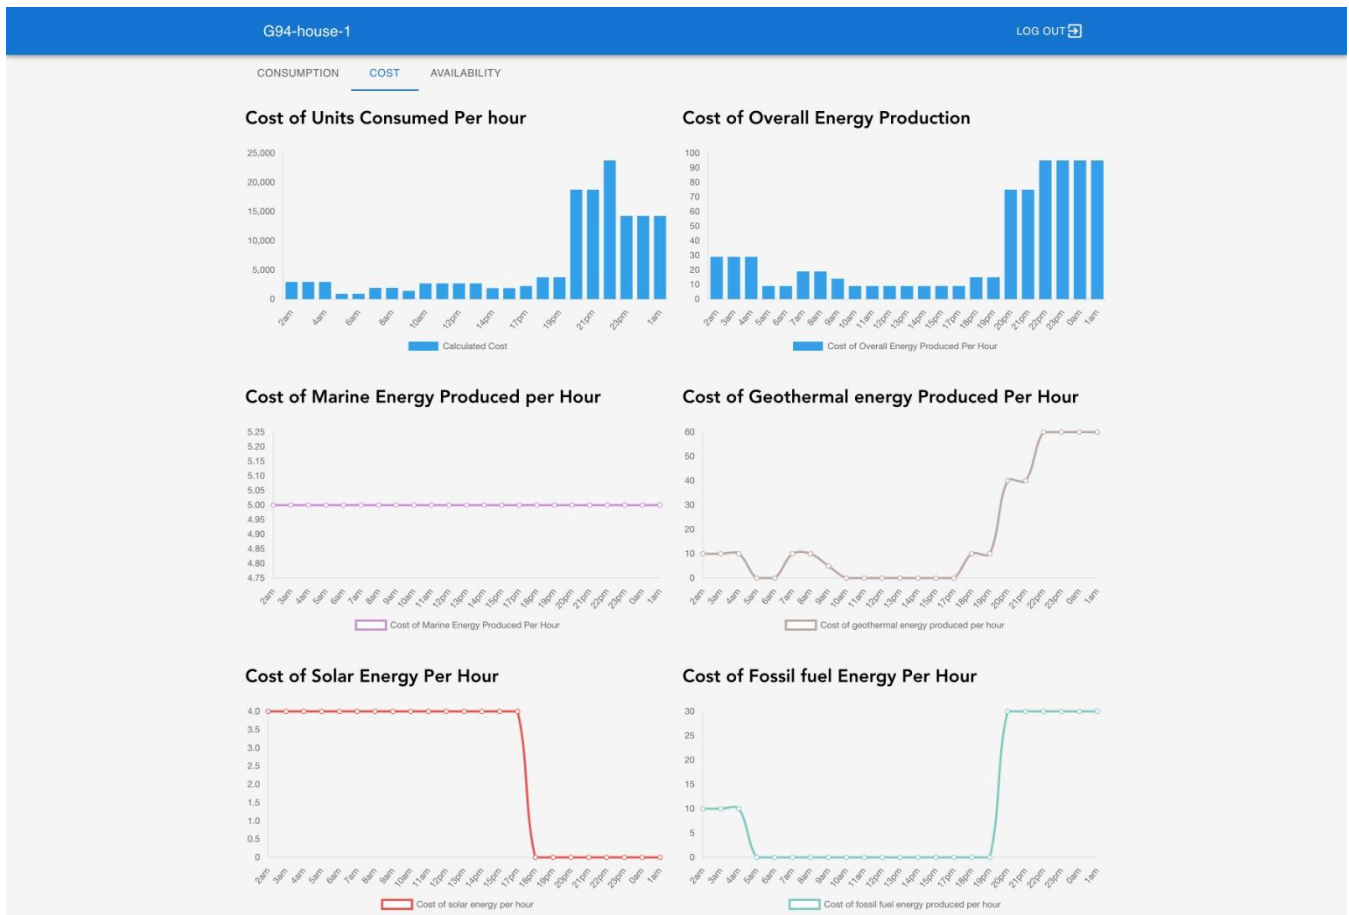 G94-house-1
LOG OUT
CONSUMPTION COST AVAILABILITY
Cost of Units Consumed Per hour
25,000
20,000
15,000
10,000
5,000
0
2am 4am 6am 8am 10am 12pm 14pm 17pm 19pm 21pm 23pm 1am
Calculated Cost
Cost of Overall Energy Production
100
90
80
70
60
50
40
30
20
10
0
2am 3am 4am 5am 6am 7am 8am 9am 10am 11am 12pm 13pm 14pm 15pm 16pm 17pm 18pm 19pm 20pm 21pm 22pm 23pm 0am 1am
Cost of Overall Energy Produced Per Hour
Cost of Marine Energy Produced per Hour
5.25
5.20
5.15
5.10
5.05
5.00
4.95
4.90
4.85
4.80
4.75
2am 3am 4am 5am 6am 7am 8am 9am 10am 11am 12pm 13pm 14pm 15pm 17pm 18pm 19pm 20pm 21pm 22pm 23pm 0am 1am
Cost of Marine Energy Produced Per Hour
Cost of Geothermal energy Produced Per Hour
60
50
40
30
20
10
0
2am 3am 4am 5am 6am 7am 8am 9am 10am 11am 12pm 13pm 14pm 15pm 17pm 18pm 19pm 20pm 21pm 22pm 23pm 0am 1am
Cost of geothermal energy produced per hour
Cost of Solar Energy Per Hour
4.0
3.5
3.0
2.5
2.0
1.5
1.0
0.5
0
2am 3am 4am 5am 6am 7am 8am 9am 10am 11am 12pm 13pm 14pm 15pm 17pm 18pm 19pm 20pm 21pm 22pm 23pm 0am 1am
Cost of solar energy per hour
Cost of Fossil fuel Energy Per Hour
30
25
20
15
10
5
0
2am 3am 4am 5am 6am 7am 8am 9am 10am 11am 12pm 13pm 14pm 15pm 17pm 18pm 19pm 20pm 21pm 22pm 23pm 0am 1am
Cost of fossil fuel energy produced per hour